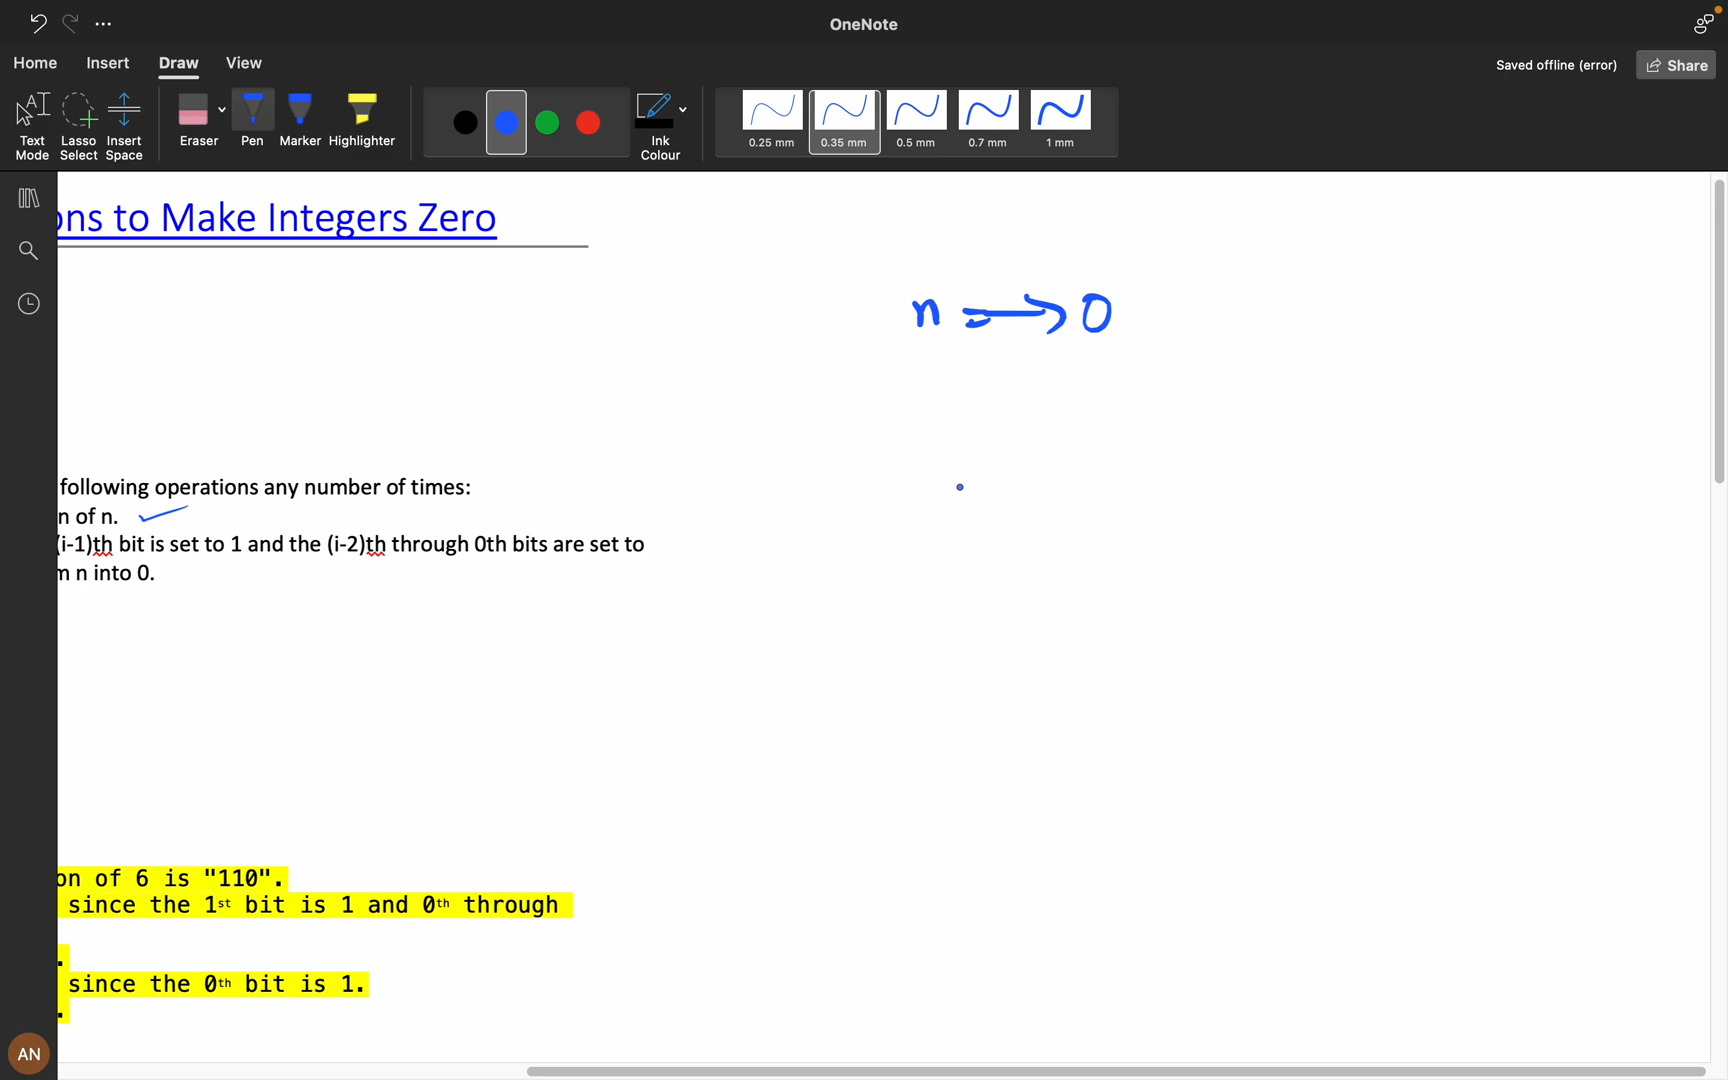 OneNote
Home Insert Draw View
Saved offline (error) Share
Text Mode
Lasso Select
Insert Space
Eraser
Pen
Marker
Highlighter
Ink Colour
0.25 mm
0.35 mm
0.5 mm
0.7 mm
1 mm
ons to Make Integers Zero
n → 0
following operations any number of times:
n of n.
(i-1)th bit is set to 1 and the (i-2)th through 0th bits are set to
m n into 0.
on of 6 is "110".
since the 1st bit is 1 and 0th through
.
since the 0th bit is 1.
.
AN